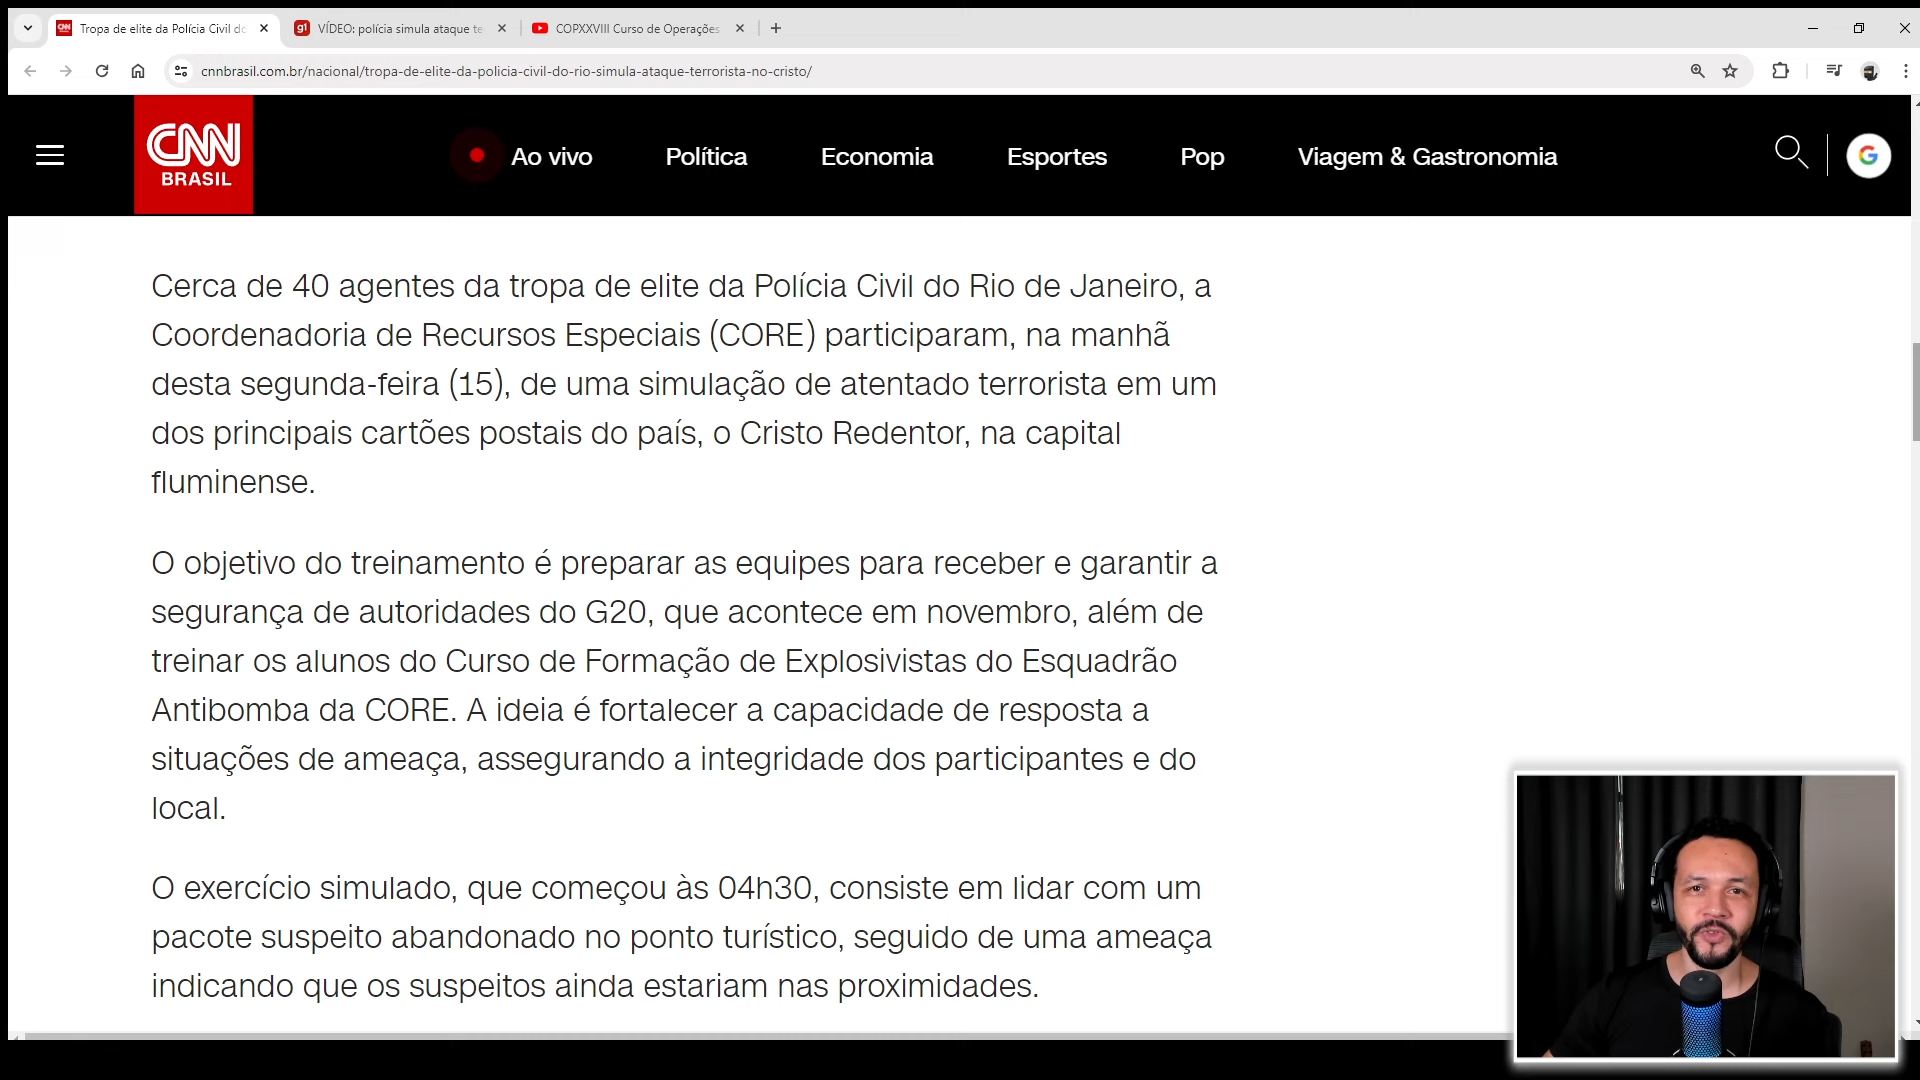 Tropa de elite da Polícia Civil do
VÍDEO: polícia simula ataque te
COPXXVIII Curso de Operações
cnnbrasil.com.br/nacional/tropa-de-elite-da-policia-civil-do-rio-simula-ataque-terrorista-no-cristo/
CNN
BRASIL
Ao vivo
Política
Economia
Esportes
Pop
Viagem & Gastronomia
Cerca de 40 agentes da tropa de elite da Polícia Civil do Rio de Janeiro, a
Coordenadoria de Recursos Especiais (CORE) participaram, na manhã
desta segunda-feira (15), de uma simulação de atentado terrorista em um
dos principais cartões postais do país, o Cristo Redentor, na capital
fluminense.
O objetivo do treinamento é preparar as equipes para receber e garantir a
segurança de autoridades do G20, que acontece em novembro, além de
treinar os alunos do Curso de Formação de Explosivistas do Esquadrão
Antibomba da CORE. A ideia é fortalecer a capacidade de resposta a
situações de ameaça, assegurando a integridade dos participantes e do
local.
O exercício simulado, que começou às 04h30, consiste em lidar com um
pacote suspeito abandonado no ponto turístico, seguido de uma ameaça
indicando que os suspeitos ainda estariam nas proximidades.